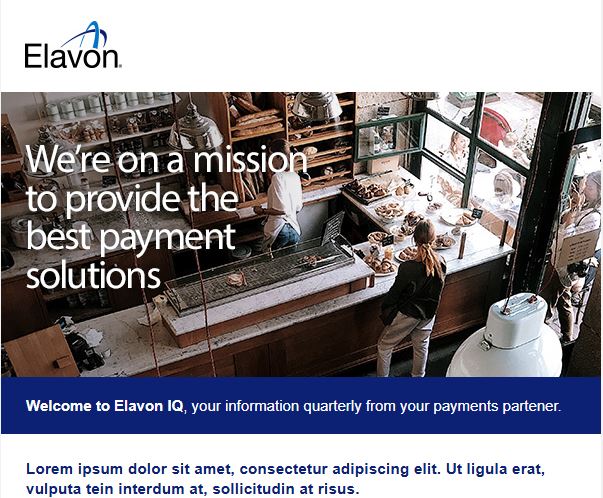 Elavon
We're on a mission
to provide the
best payment
solutions
Welcome to Elavon IQ, your information quarterly from your payments partener.
Lorem ipsum dolor sit amet, consectetur adipiscing elit. Ut ligula erat,
vulputa tein interdum at, sollicitudin at risus.